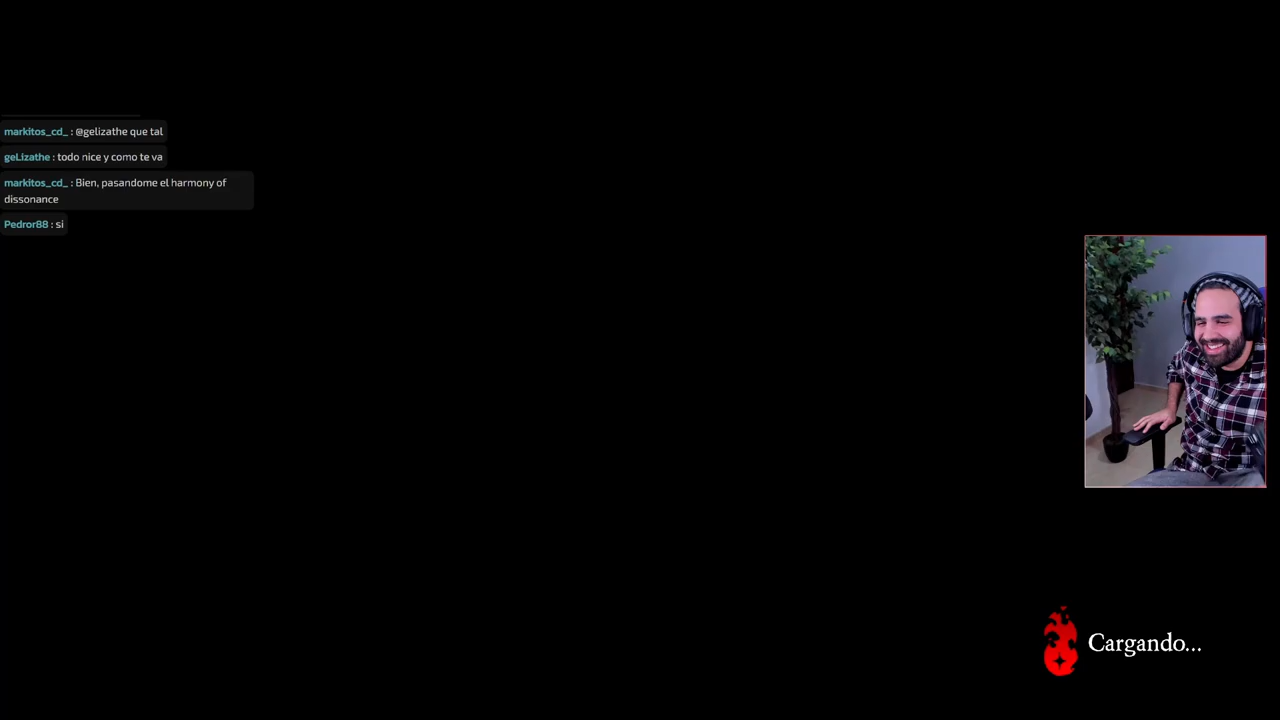 markitos_cd_ : @gelizathe que tal
geLizathe : todo nice y como te va
markitos_cd_ : Bien, pasandome el harmony of
dissonance
Pedror88 : si
Cargando...